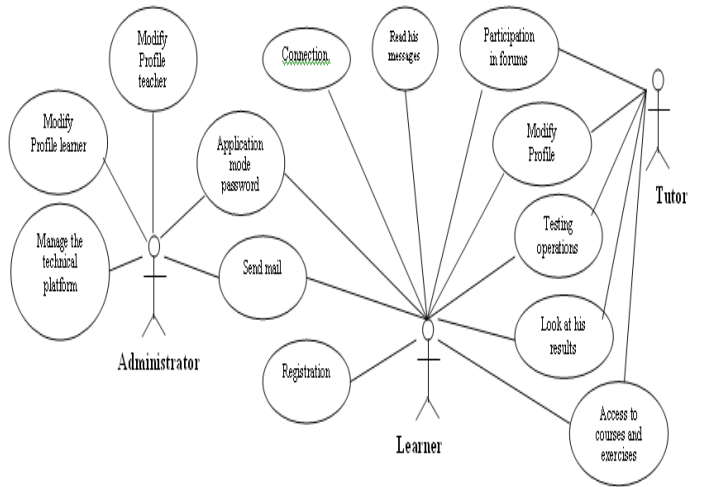 Modify
Profile
teacher
Connection
Read his
messages
Participation
in forums
Modify
Profile learner
Application
mode
password
Modify
Profile
Tutor
Manage the
technical
platform
Send mail
Testing
operations
Administrator
Registration
Look at his
results
Learner
Access to
courses and
exercises